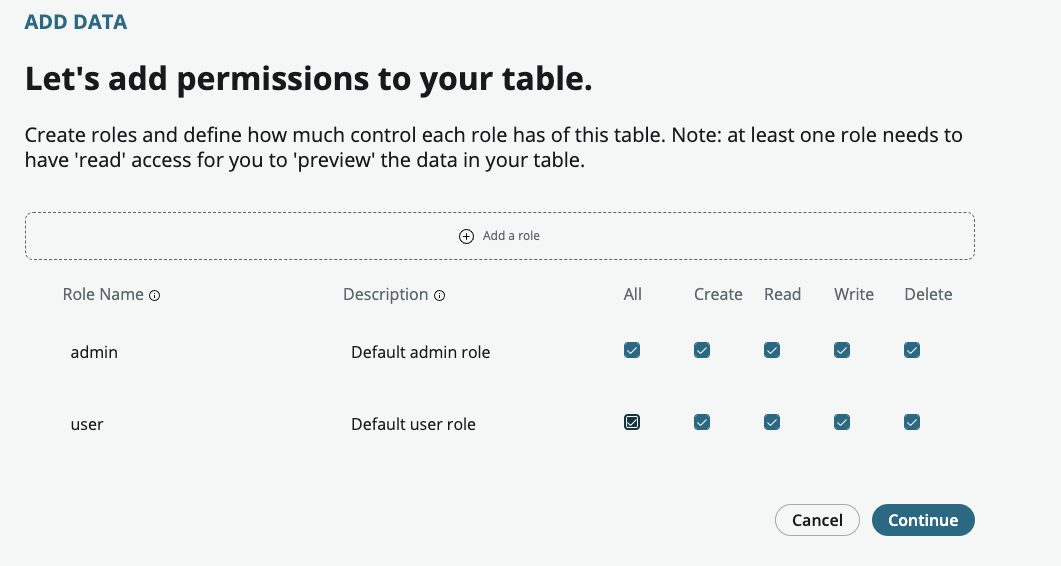 ADD DATA
Let's add permissions to your table.
Create roles and define how much control each role has of this table. Note: at least one role needs to
have 'read' access for you to 'preview' the data in your table.
Add a role
Role Name Description All Create Read Write Delete
admin Default admin role
user Default user role
Cancel Continue